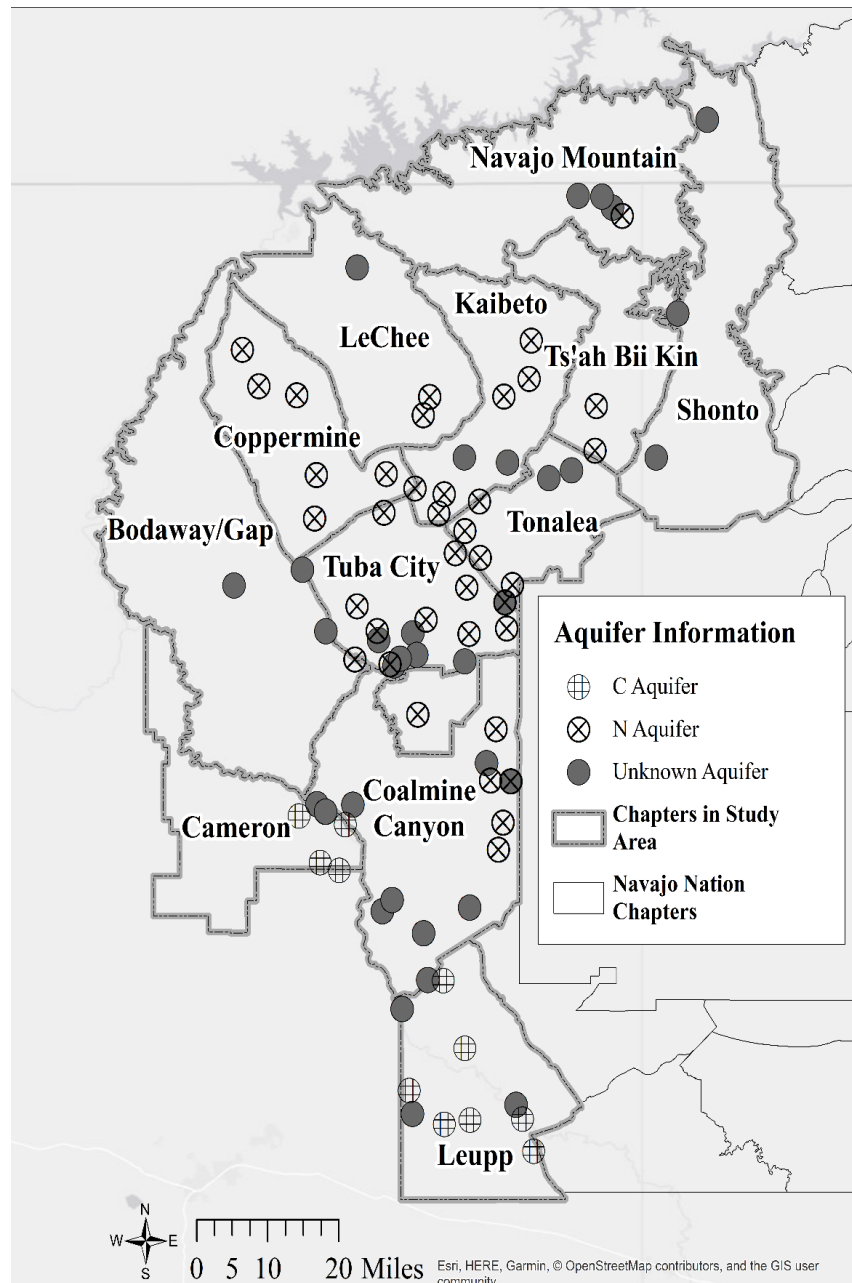 Navajo Mountain
Kaibeto
LeChee
Ts'ah Bii Kin
Shonto
Coppermine
Bodaway/Gap
Tonalea
Tuba City
Aquifer Information
C Aquifer
N Aquifer
Unknown Aquifer
Chapters in Study
Area
Navajo Nation
Chapters
Coalmine
Canyon
Cameron
Leupp
N
W E
S
0 5 10 20 Miles
Esri, HERE, Garmin, © OpenStreetMap contributors, and the GIS user
community